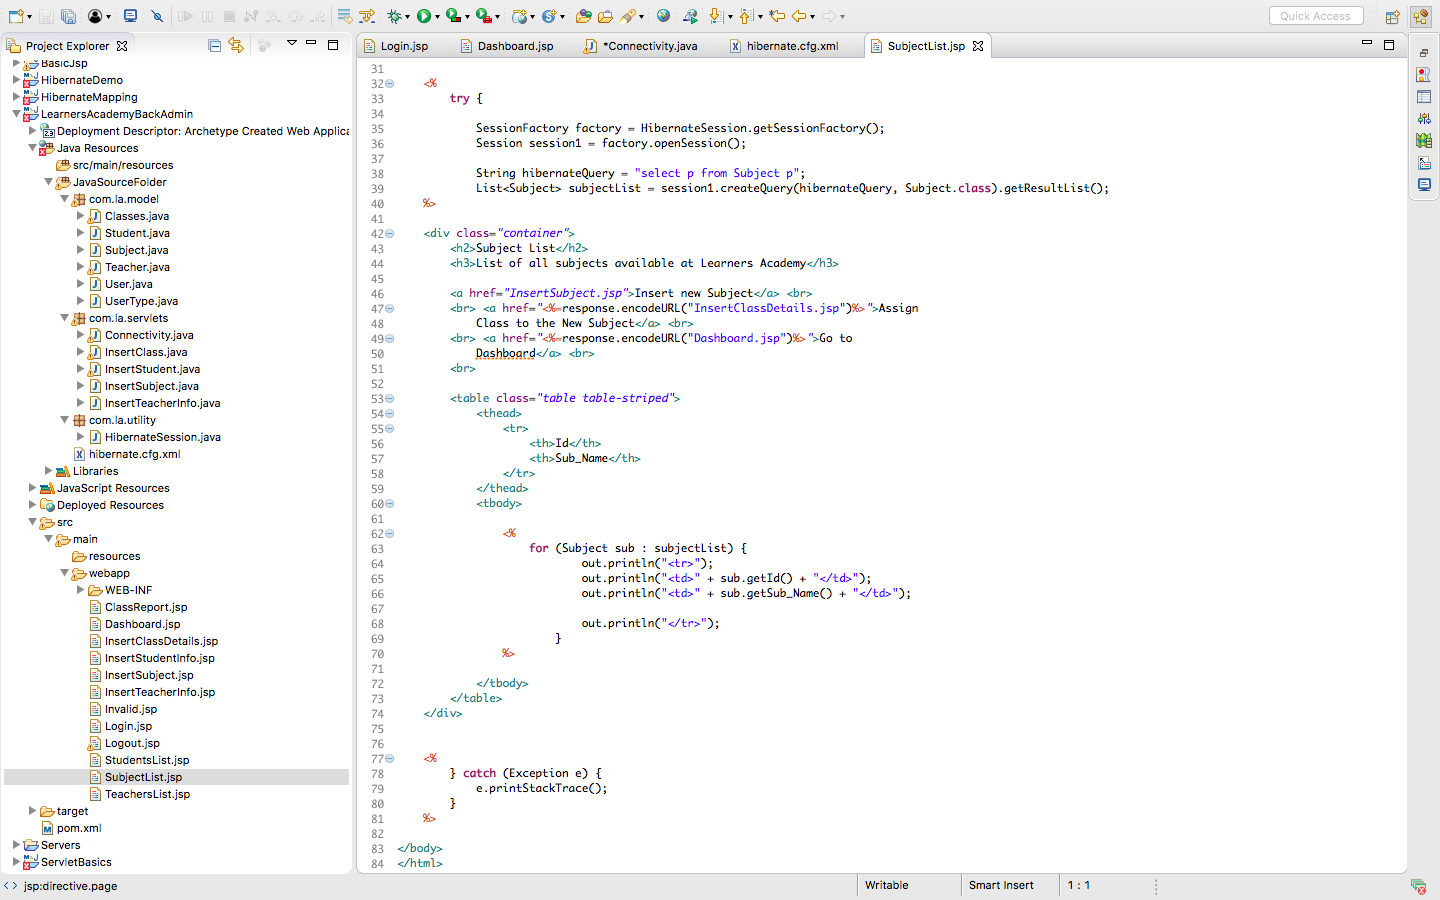 Quick Access
Project Explorer
Login.jsp
Dashboard.jsp
*Connectivity.java
hibernate.cfg.xml
SubjectList.jsp
BasicJsp
HibernateDemo
HibernateMapping
LearnersAcademyBackAdmin
Deployment Descriptor: Archetype Created Web Applica
Java Resources
src/main/resources
JavaSourceFolder
com.la.model
Classes.java
Student.java
Subject.java
Teacher.java
User.java
UserType.java
com.la.servlets
Connectivity.java
InsertClass.java
InsertStudent.java
InsertSubject.java
InsertTeacherInfo.java
com.la.utility
HibernateSession.java
hibernate.cfg.xml
Libraries
JavaScript Resources
Deployed Resources
src
main
resources
webapp
WEB-INF
ClassReport.jsp
Dashboard.jsp
InsertClassDetails.jsp
InsertStudentInfo.jsp
InsertSubject.jsp
InsertTeacherInfo.jsp
Invalid.jsp
Login.jsp
Logout.jsp
StudentsList.jsp
SubjectList.jsp
TeachersList.jsp
target
pom.xml
Servers
ServletBasics
31
32 <%
33 try {
34
35 SessionFactory factory = HibernateSession.getSessionFactory();
36 Session session1 = factory.openSession();
37
38 String hibernateQuery = "select p from Subject p";
39 List<Subject> subjectList = session1.createQuery(hibernateQuery, Subject.class).getResultList();
40 %>
41
42 <div class="container">
43 <h2>Subject List</h2>
44 <h3>List of all subjects available at Learners Academy</h3>
45
46 <a href="InsertSubject.jsp">Insert new Subject</a> <br>
47 <br> <a href="<%=response.encodeURL("InsertClassDetails.jsp")%>">Assign
48 Class to the New Subject</a> <br>
49 <br> <a href="<%=response.encodeURL("Dashboard.jsp")%>">Go to
50 Dashboard</a> <br>
51 <br>
52
53 <table class="table table-striped">
54 <thead>
55 <tr>
56 <th>Id</th>
57 <th>Sub_Name</th>
58 </tr>
59 </thead>
60 <tbody>
61
62 <%
63 for (Subject sub : subjectList) {
64 out.println("<tr>");
65 out.println("<td>" + sub.getId() + "</td>");
66 out.println("<td>" + sub.getSub_Name() + "</td>");
67
68 out.println("</tr>");
69 }
70 %>
71
72 </tbody>
73 </table>
74 </div>
75
76
77 <%
78 } catch (Exception e) {
79 e.printStackTrace();
80 }
81 %>
82
83 </body>
84 </html>
jsp:directive.page
Writable
Smart Insert
1 : 1